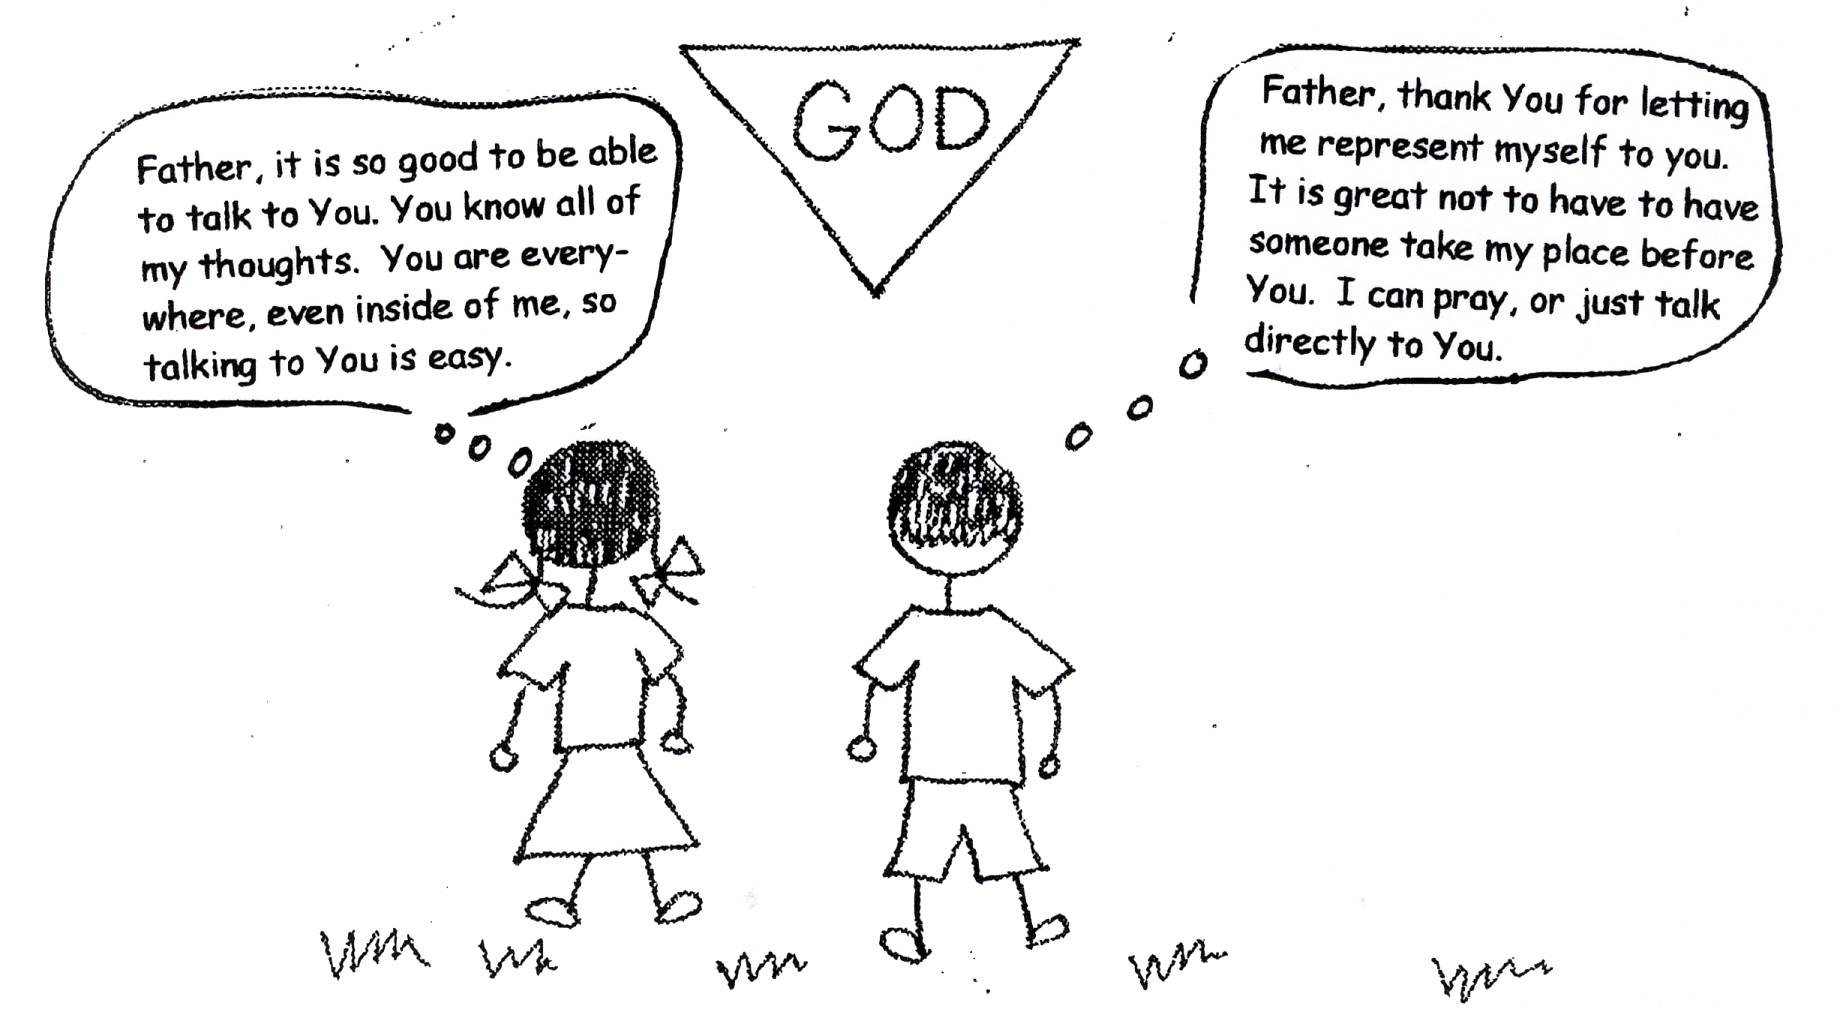 GOD
Father, it is so good to be able
to talk to You. You know all of
my thoughts. You are every-
where, even inside of me, so
talking to You is easy.
Father, thank You for letting
me represent myself to you.
It is great not to have to have
someone take my place before
You. I can pray, or just talk
directly to You.